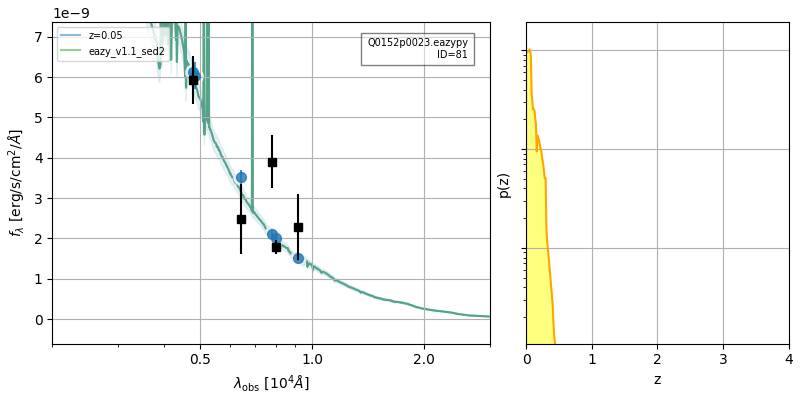 1e−9
z=0.05
eazy_v1.1_sed2
Q0152p0023.eazypy
ID=81
7
6
5
4
3
2
1
0
f_λ [erg/s/cm²/Å]
0.5 1.0 2.0
λ_obs [10⁴Å]
p(z)
0 1 2 3 4
z